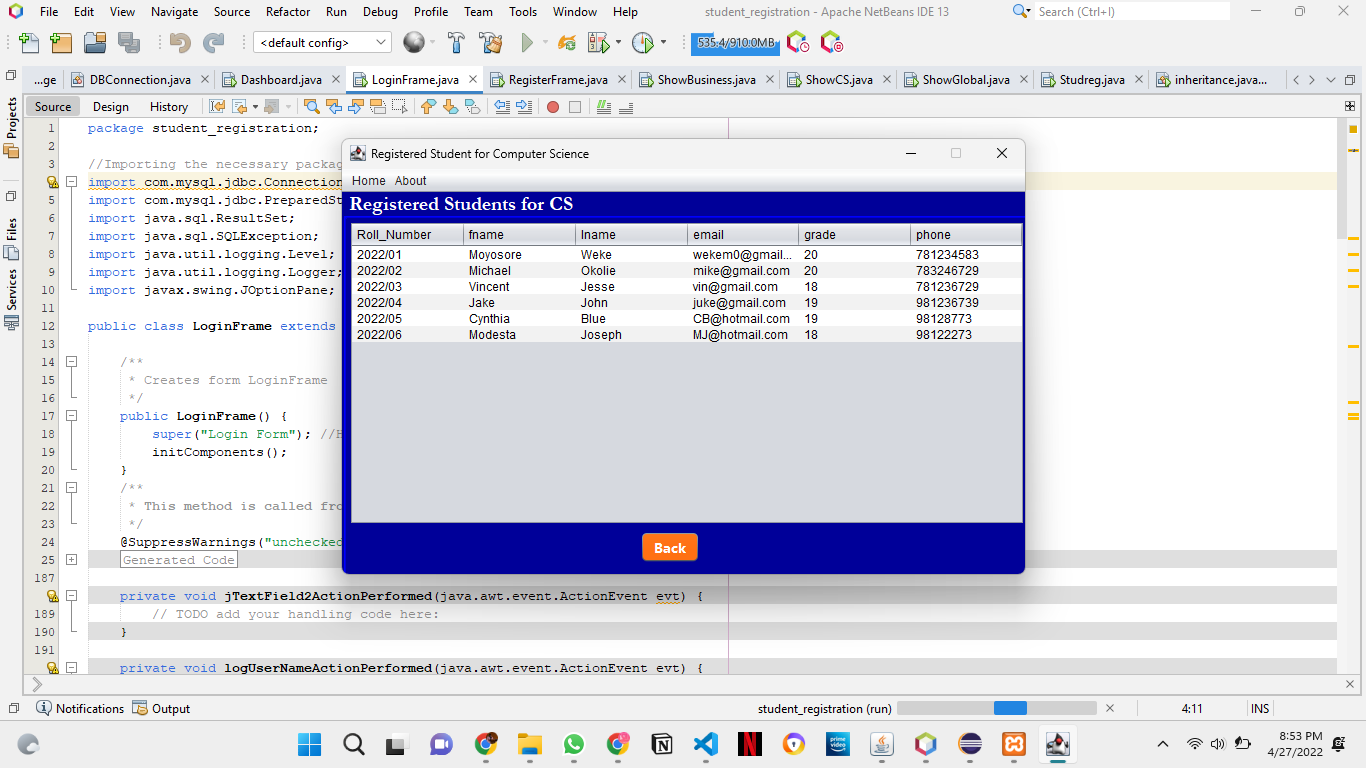 File Edit View Navigate Source Refactor Run Debug Profile Team Tools Window Help student_registration - Apache NetBeans IDE 13 Search (Ctrl+I)
<default config> 535.4/910.0MB
...ge DBConnection.java Dashboard.java LoginFrame.java RegisterFrame.java ShowBusiness.java ShowCS.java ShowGlobal.java Studreg.java inheritance.java...
Source Design History
Projects
Files
Services
1 package student_registration;
2
3 //Importing the necessary packag
import com.mysql.jdbc.Connection
5 import com.mysql.jdbc.PreparedSt
6 import java.sql.ResultSet;
7 import java.sql.SQLException;
8 import java.util.logging.Level;
9 import java.util.logging.Logger;
10 import javax.swing.JOptionPane;
11
12 public class LoginFrame extends
13
14 /**
15 * Creates form LoginFrame
16 */
17 public LoginFrame() {
18 super("Login Form"); //
19 initComponents();
20 }
21 /**
22 * This method is called fro
23 */
24 @SuppressWarnings("unchecked
25 Generated Code
187
private void jTextField2ActionPerformed(java.awt.event.ActionEvent evt) {
189 // TODO add your handling code here:
190 }
191
private void logUserNameActionPerformed(java.awt.event.ActionEvent evt) {
Registered Student for Computer Science
Home About
Registered Students for CS
Roll_Number fname lname email grade phone
2022/01 Moyosore Weke wekem0@gmail... 20 781234583
2022/02 Michael Okolie mike@gmail.com 20 783246729
2022/03 Vincent Jesse vin@gmail.com 18 781236729
2022/04 Jake John juke@gmail.com 19 981236739
2022/05 Cynthia Blue CB@hotmail.com 19 98128773
2022/06 Modesta Joseph MJ@hotmail.com 18 98122273
Back
Notifications Output student_registration (run) 4:11 INS
prime video
8:53 PM
4/27/2022